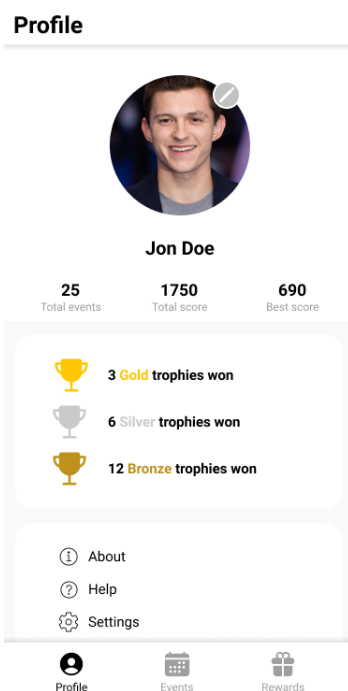 Profile
Jon Doe
25 1750 690
Total events Total score Best score
3 Gold trophies won
6 Silver trophies won
12 Bronze trophies won
About
Help
Settings
Profile Events Rewards